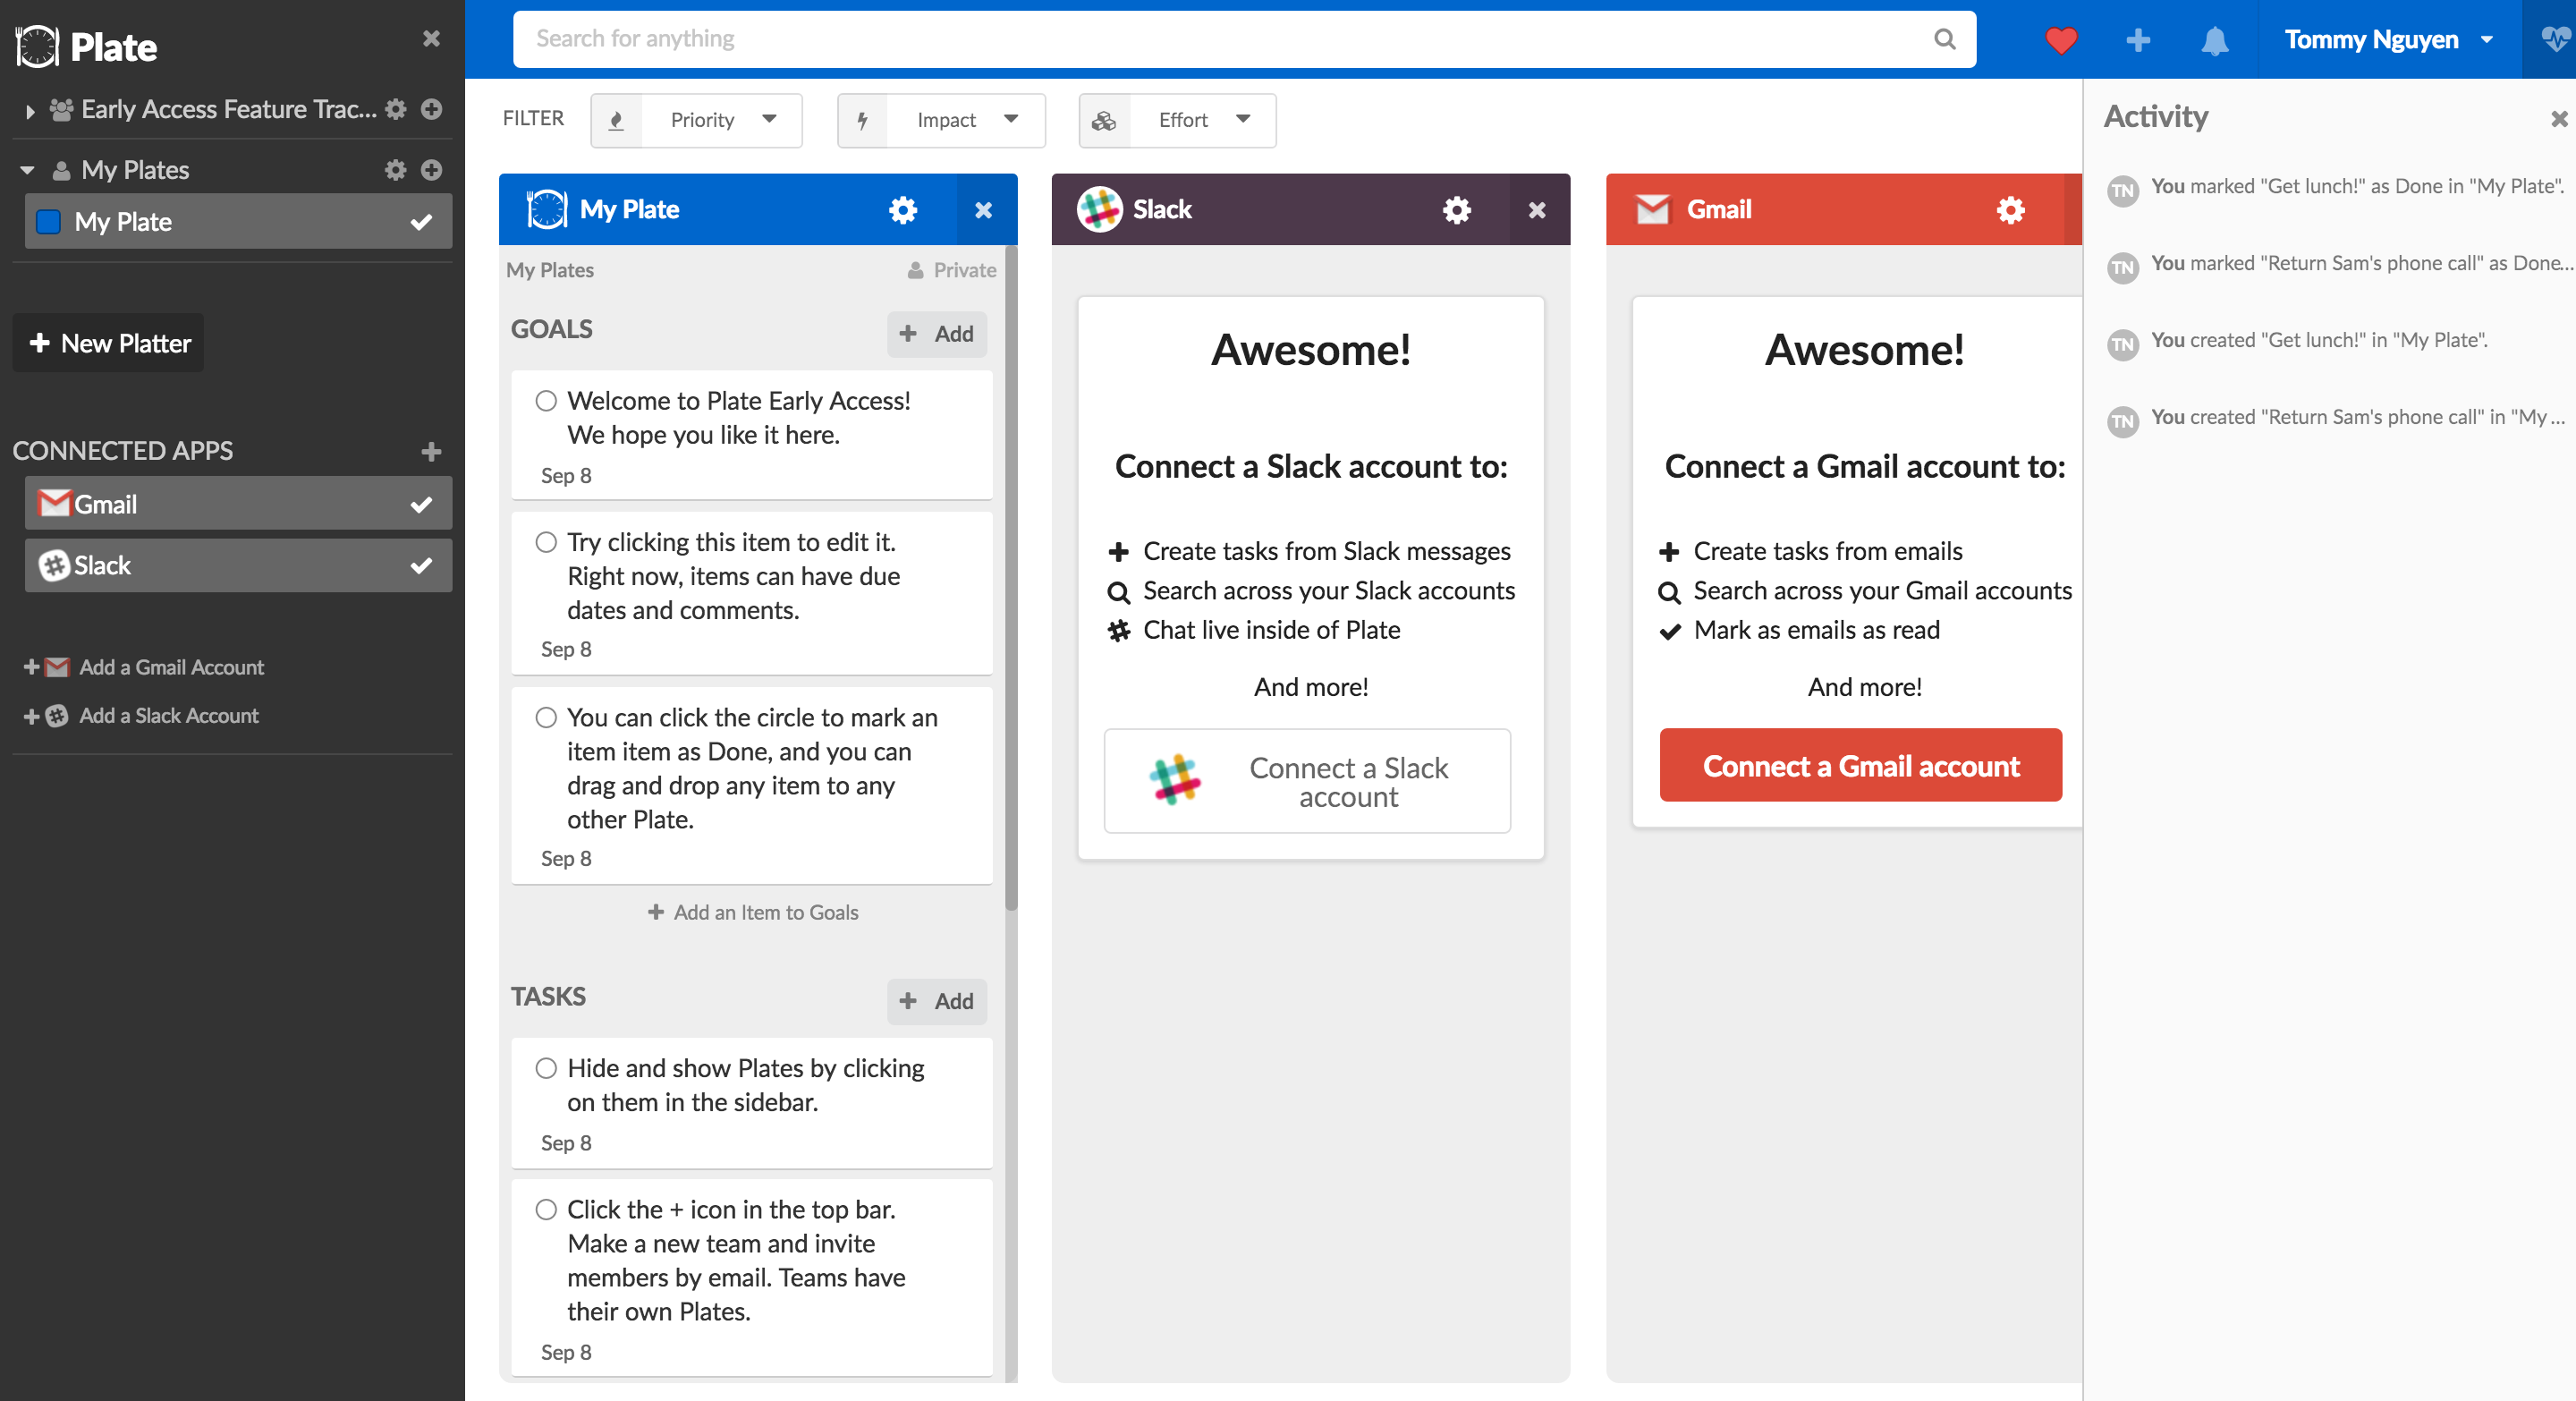 Plate
Early Access Feature Trac...
My Plates
My Plate
New Platter
CONNECTED APPS
Gmail
Slack
Add a Gmail Account
Add a Slack Account
Search for anything
Tommy Nguyen
FILTER
Priority
Impact
Effort
My Plate
My Plates
Private
GOALS
+ Add
Welcome to Plate Early Access!
We hope you like it here.
Sep 8
Try clicking this item to edit it.
Right now, items can have due
dates and comments.
Sep 8
You can click the circle to mark an
item item as Done, and you can
drag and drop any item to any
other Plate.
Sep 8
+ Add an Item to Goals
TASKS
+ Add
Hide and show Plates by clicking
on them in the sidebar.
Sep 8
Click the + icon in the top bar.
Make a new team and invite
members by email. Teams have
their own Plates.
Sep 8
Slack
Awesome!
Connect a Slack account to:
Create tasks from Slack messages
Search across your Slack accounts
Chat live inside of Plate
And more!
Connect a Slack
account
Gmail
Awesome!
Connect a Gmail account to:
Create tasks from emails
Search across your Gmail accounts
Mark as emails as read
And more!
Connect a Gmail account
Activity
TN You marked "Get lunch!" as Done in "My Plate".
TN You marked "Return Sam's phone call" as Done...
TN You created "Get lunch!" in "My Plate".
TN You created "Return Sam's phone call" in "My ...